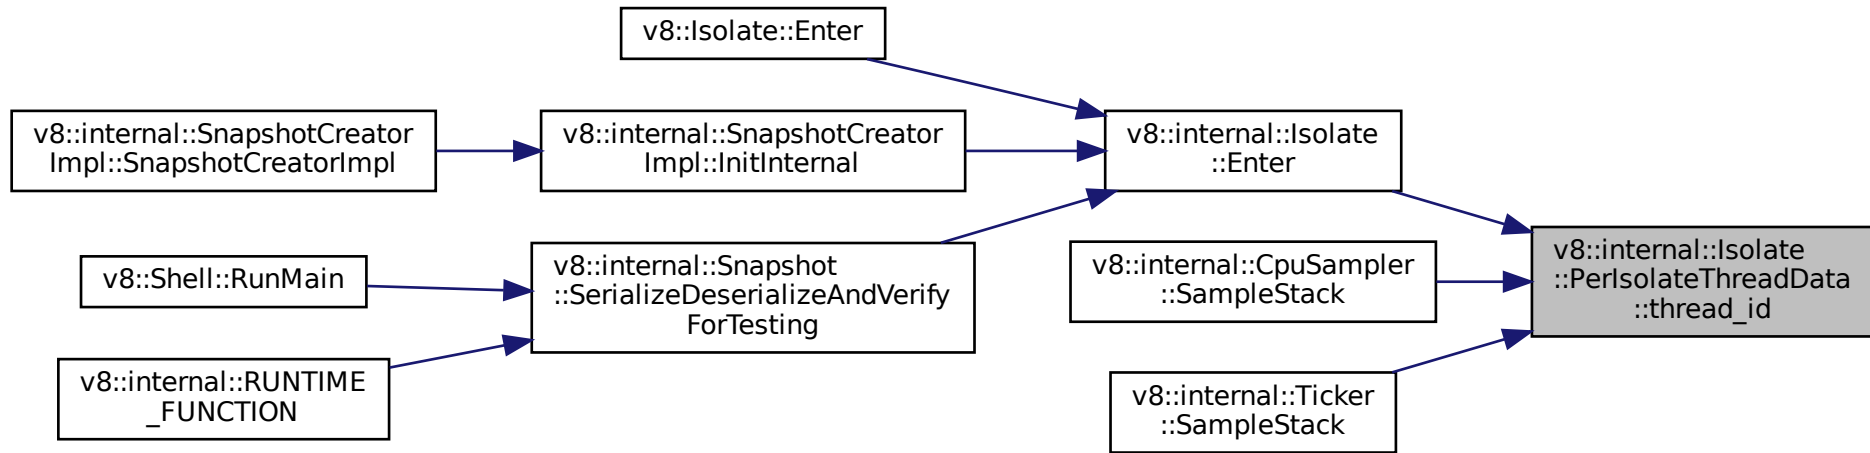 v8::Isolate::Enter
v8::internal::SnapshotCreator
Impl::SnapshotCreatorImpl
v8::internal::SnapshotCreator
Impl::InitInternal
v8::internal::Isolate
::Enter
v8::Shell::RunMain
v8::internal::Snapshot
::SerializeDeserializeAndVerify
ForTesting
v8::internal::CpuSampler
::SampleStack
v8::internal::Isolate
::PerIsolateThreadData
::thread_id
v8::internal::RUNTIME
_FUNCTION
v8::internal::Ticker
::SampleStack